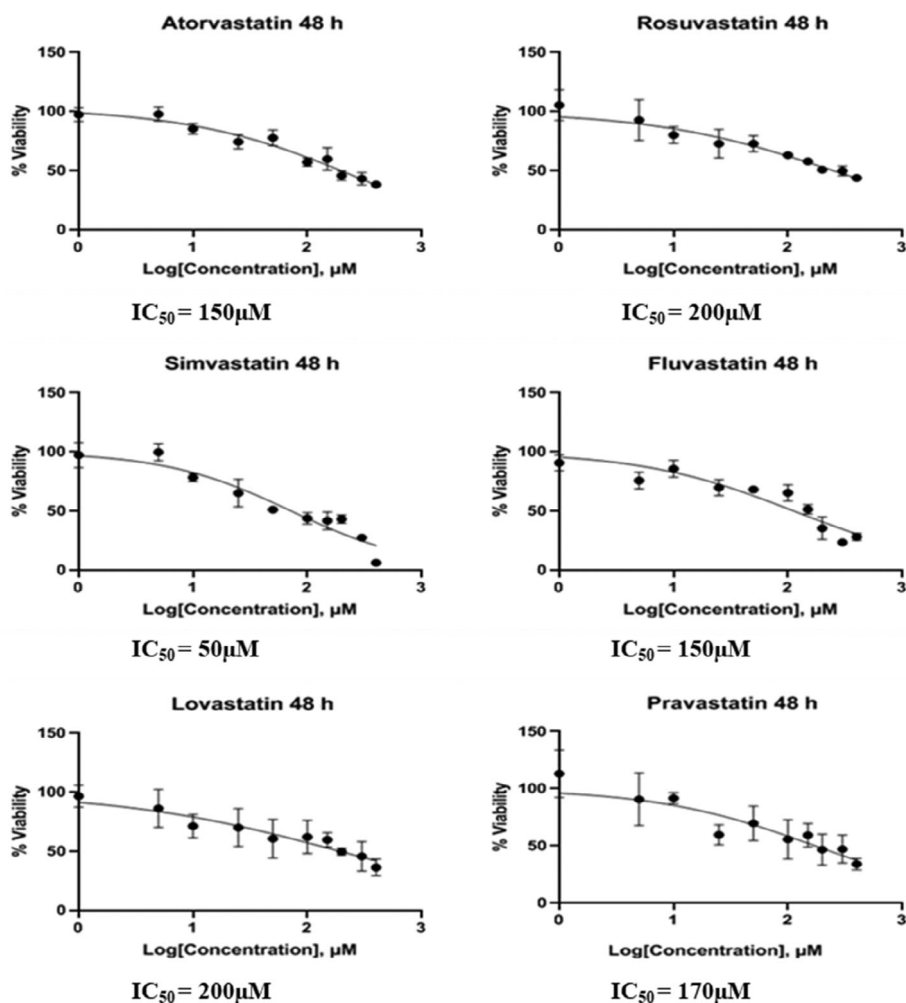 Atorvastatin 48 h
150
100
50
0
% Viability
0 1 2 3
Log[Concentration], μM
IC₅₀ = 150μM
Rosuvastatin 48 h
150
100
50
0
% Viability
0 1 2 3
Log[Concentration], μM
IC₅₀ = 200μM
Simvastatin 48 h
150
100
50
0
% Viability
0 1 2 3
Log[Concentration], μM
IC₅₀ = 50μM
Fluvastatin 48 h
150
100
50
0
% Viability
0 1 2 3
Log[Concentration], μM
IC₅₀ = 150μM
Lovastatin 48 h
150
100
50
0
% Viability
0 1 2 3
Log[Concentration], μM
IC₅₀ = 200μM
Pravastatin 48 h
150
100
50
0
% Viability
0 1 2 3
Log[Concentration], μM
IC₅₀ = 170μM